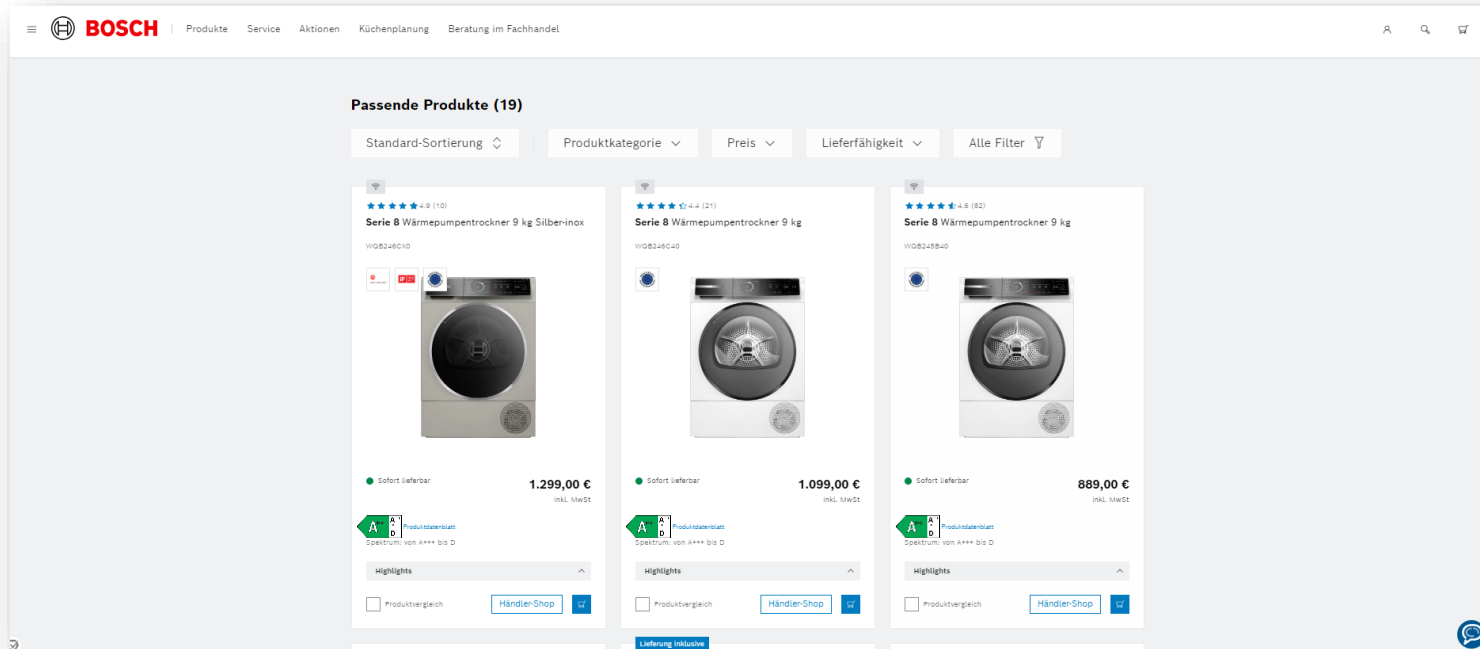 BOSCH
Produkte Service Aktionen Küchenplanung Beratung im Fachhandel
Passende Produkte (19)
Standard-Sortierung Produktkategorie Preis Lieferfähigkeit Alle Filter
4.9 (10)
Serie 8 Wärmepumpentrockner 9 kg Silber-inox
WQB246CX0
Sofort lieferbar
1.299,00 €
inkl. MwSt
A+++ A D Produktdatenblatt
Spektrum: von A+++ bis D
Highlights
Produktvergleich Händler-Shop
4.4 (21)
Serie 8 Wärmepumpentrockner 9 kg
WQB246C40
Sofort lieferbar
1.099,00 €
inkl. MwSt
A D Produktdatenblatt
Spektrum: von A+++ bis D
Highlights
Produktvergleich Händler-Shop
4.6 (82)
Serie 8 Wärmepumpentrockner 9 kg
WQB245B40
Sofort lieferbar
889,00 €
inkl. MwSt
A D Produktdatenblatt
Spektrum: von A+++ bis D
Highlights
Produktvergleich Händler-Shop
Lieferung inklusive